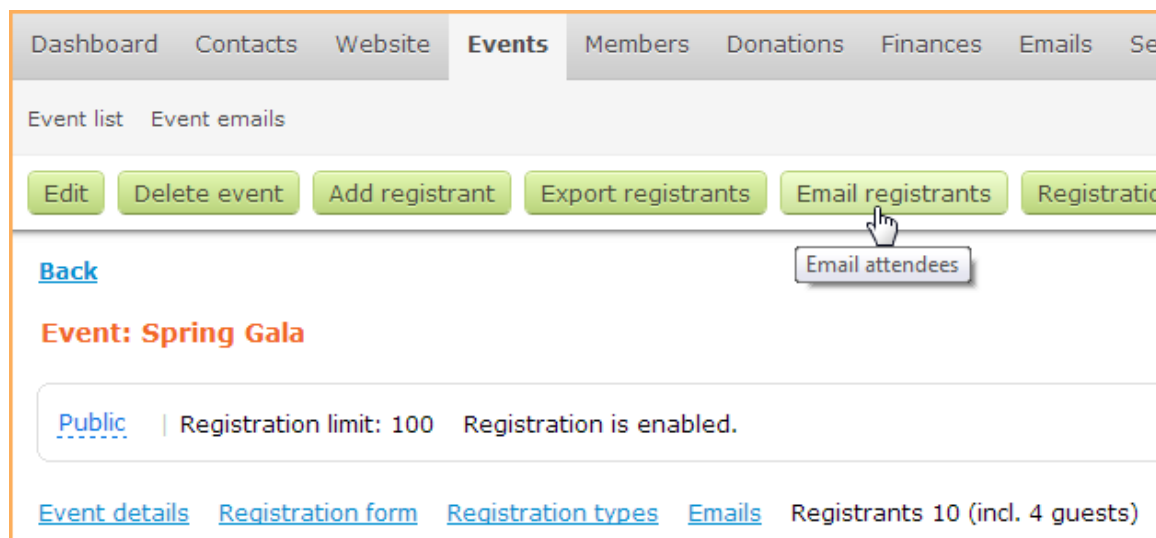 Dashboard Contacts Website Events Members Donations Finances Emails
Event list Event emails
Edit Delete event Add registrant Export registrants Email registrants
Email attendees
Back
Event: Spring Gala
Public | Registration limit: 100 Registration is enabled.
Event details Registration form Registration types Emails Registrants 10 (incl. 4 guests)